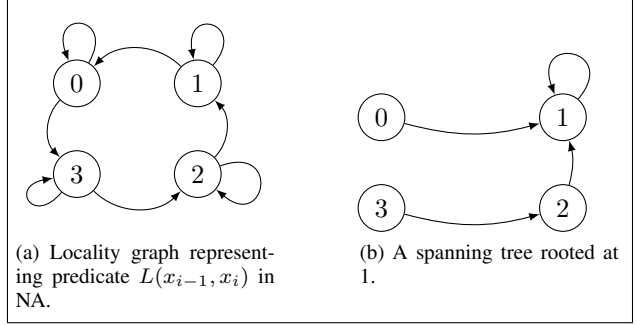 0
1
3
2
0
1
3
2
(a) Locality graph represent-
ing predicate L(x_{i−1}, x_i) in
NA.
(b) A spanning tree rooted at
1.